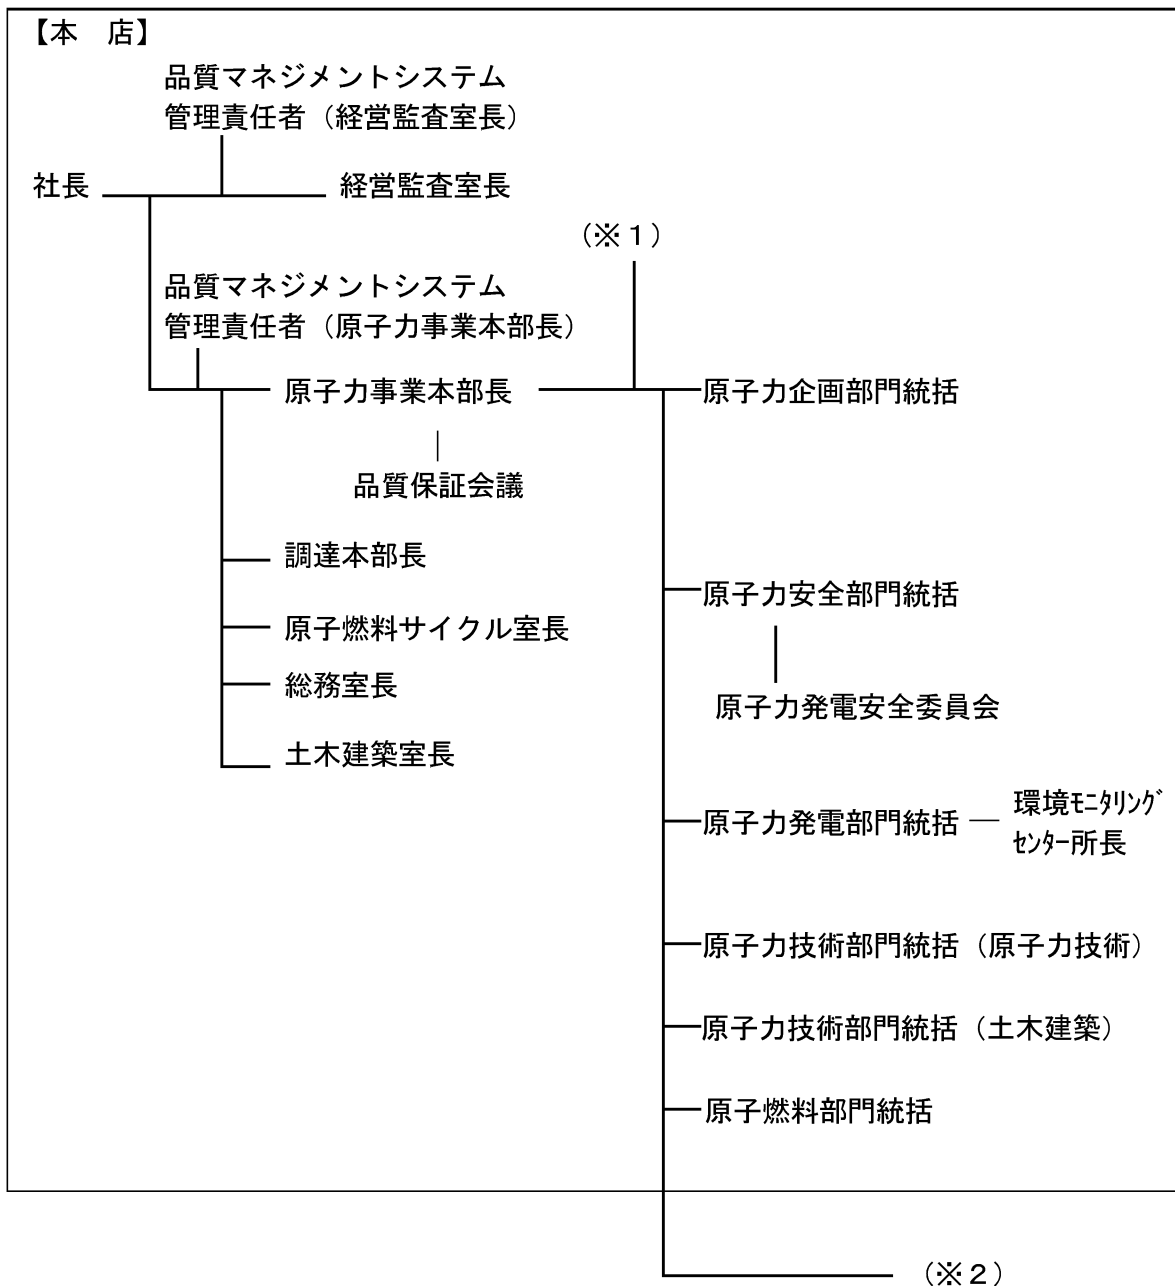 【本　店】
品質マネジメントシステム
管理責任者（経営監査室長）
社長
経営監査室長
（※１）
品質マネジメントシステム
管理責任者（原子力事業本部長）
原子力事業本部長
原子力企画部門統括
品質保証会議
調達本部長
原子力安全部門統括
原子燃料サイクル室長
総務室長
原子力発電安全委員会
土木建築室長
原子力発電部門統括
環境ﾓﾆﾀﾘﾝｸﾞ
ｾﾝﾀｰ所長
原子力技術部門統括（原子力技術）
原子力技術部門統括（土木建築）
原子燃料部門統括
（※２）